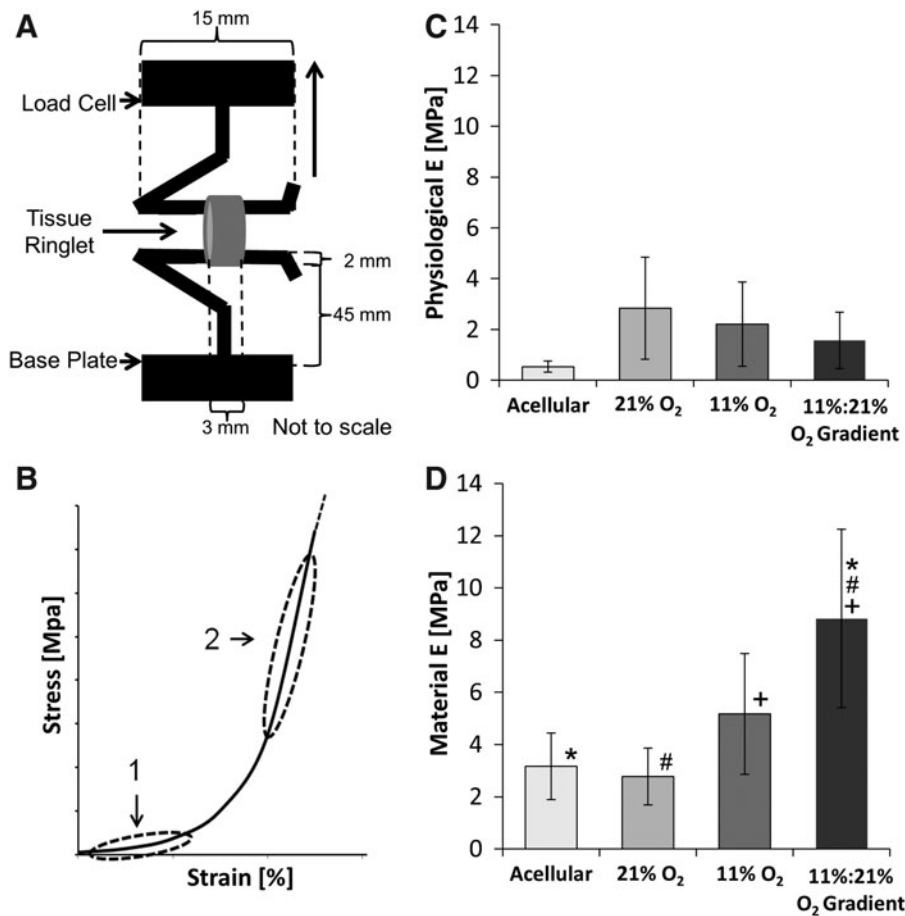 A
15 mm
Load Cell
Tissue
Ringlet
2 mm
45 mm
Base Plate
3 mm
Not to scale
B
Stress [Mpa]
1
2
Strain [%]
C
Physiological E [MPa]
14
12
10
8
6
4
2
0
Acellular
21% O₂
11% O₂
11%:21%
O₂ Gradient
D
Material E [MPa]
14
12
10
8
6
4
2
0
*
#
+
*
#
+
Acellular
21% O₂
11% O₂
11%:21%
O₂ Gradient